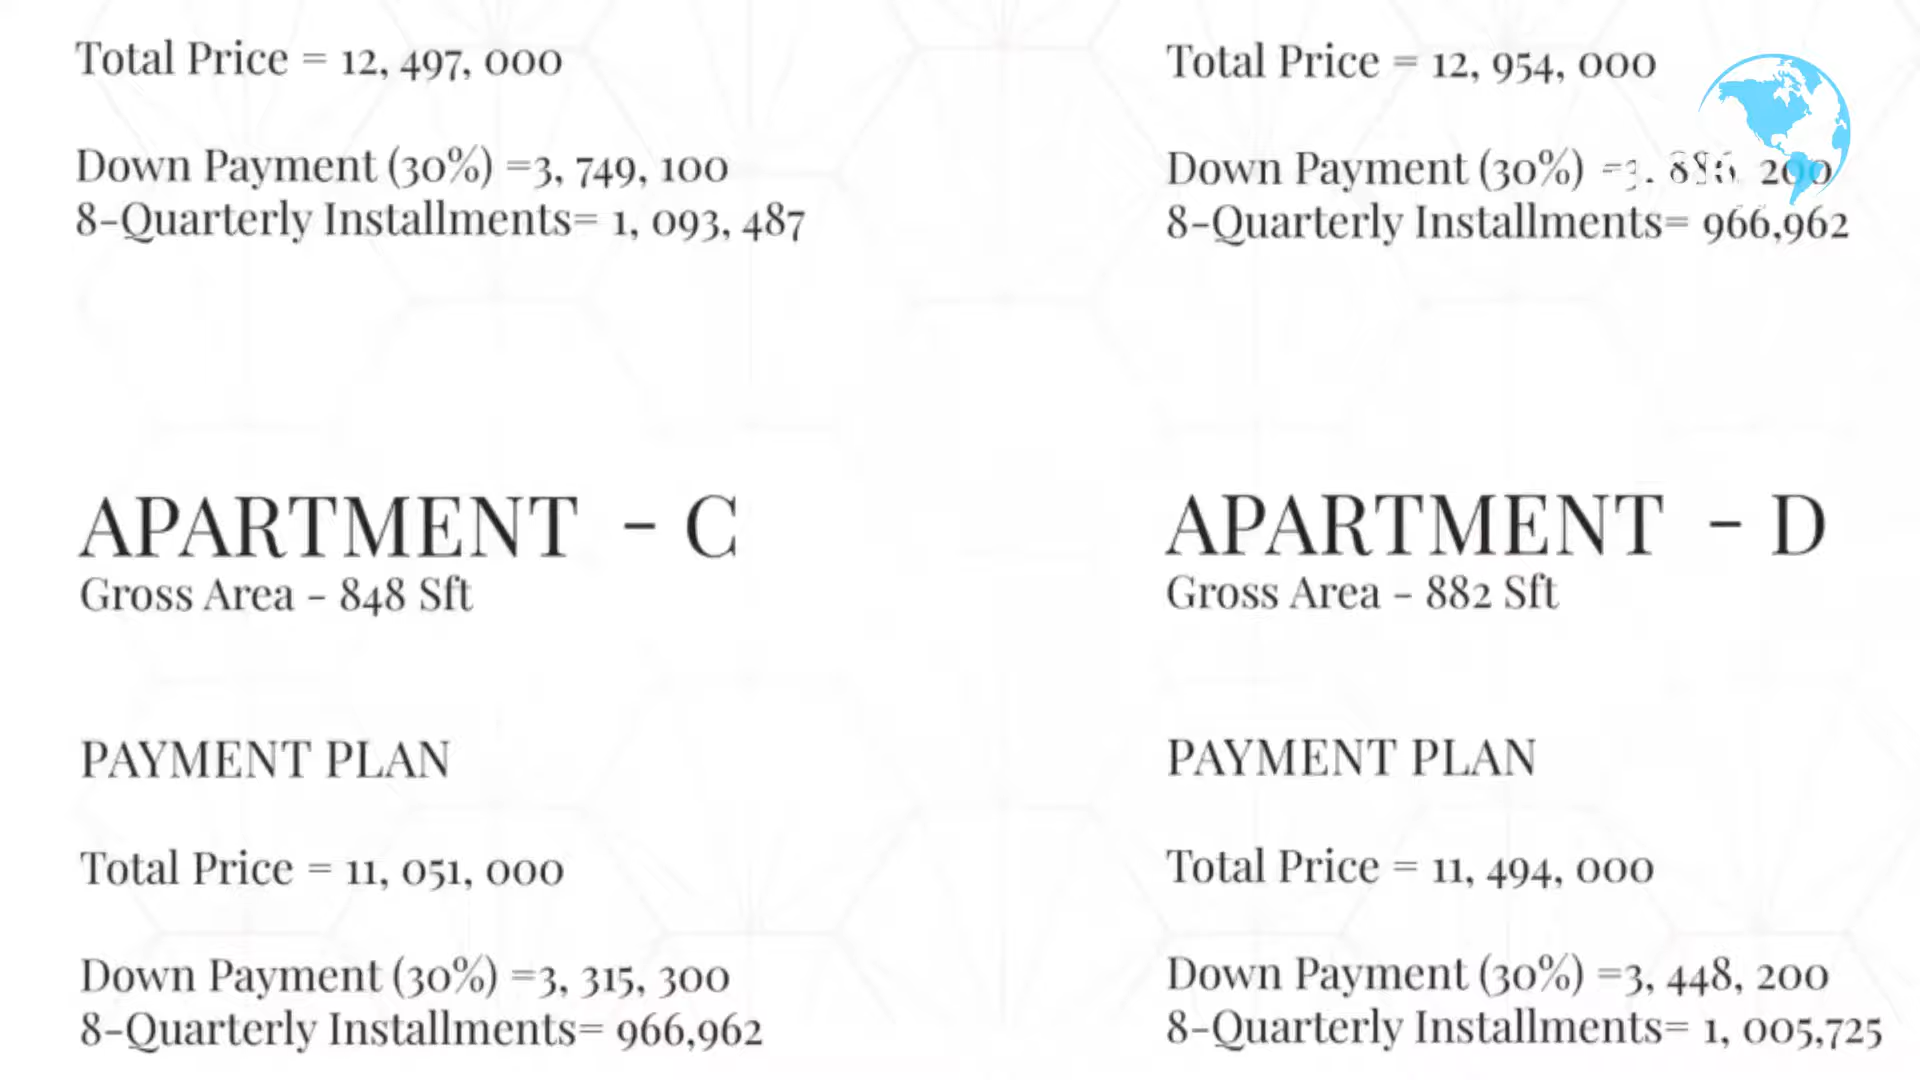 Total Price = 12, 497, 000
Down Payment (30%) =3, 749, 100
8-Quarterly Installments= 1, 093, 487
Total Price = 12, 954, 000
Down Payment (30%)
8-Quarterly Installments= 966,962
APARTMENT - C
Gross Area - 848 Sft
PAYMENT PLAN
Total Price = 11, 051, 000
Down Payment (30%) =3, 315, 300
8-Quarterly Installments= 966,962
APARTMENT - D
Gross Area - 882 Sft
PAYMENT PLAN
Total Price = 11, 494, 000
Down Payment (30%) =3, 448, 200
8-Quarterly Installments= 1, 005,725